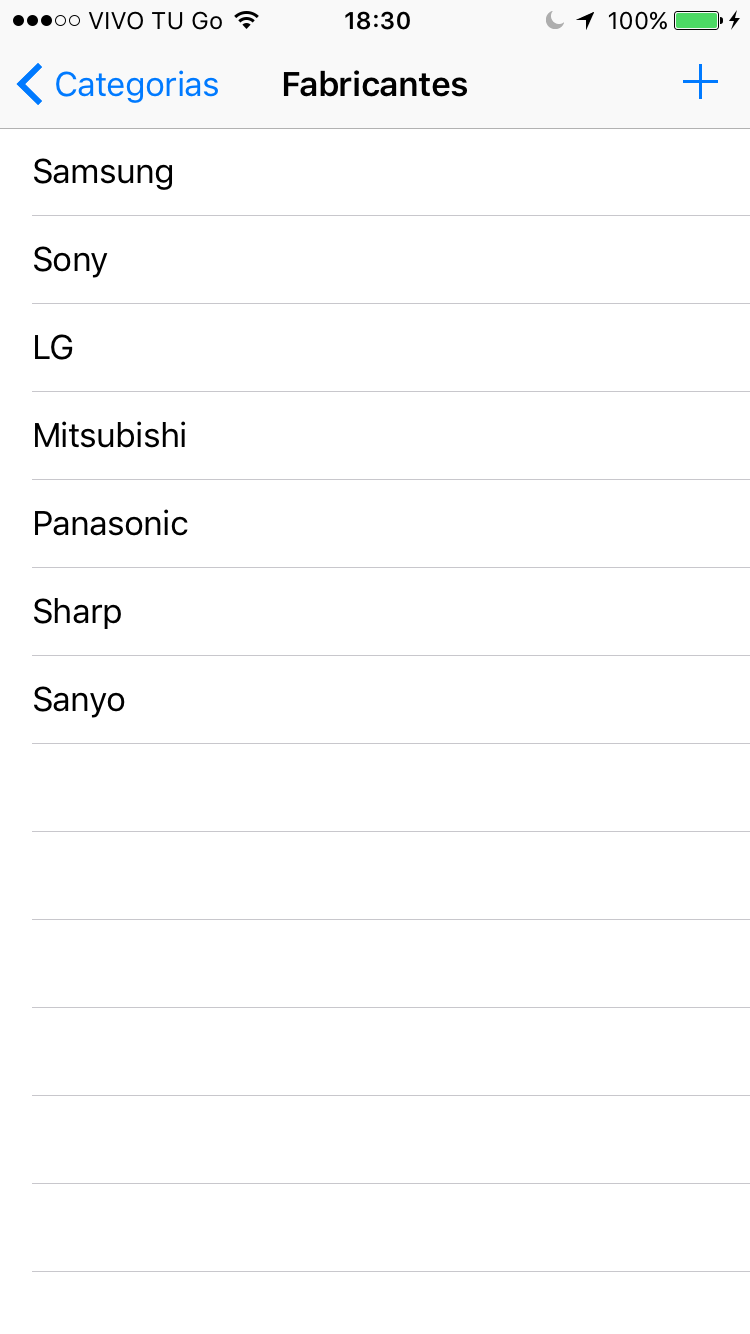 VIVO TU Go 18:30 100%
Categorias Fabricantes
Samsung
Sony
LG
Mitsubishi
Panasonic
Sharp
Sanyo